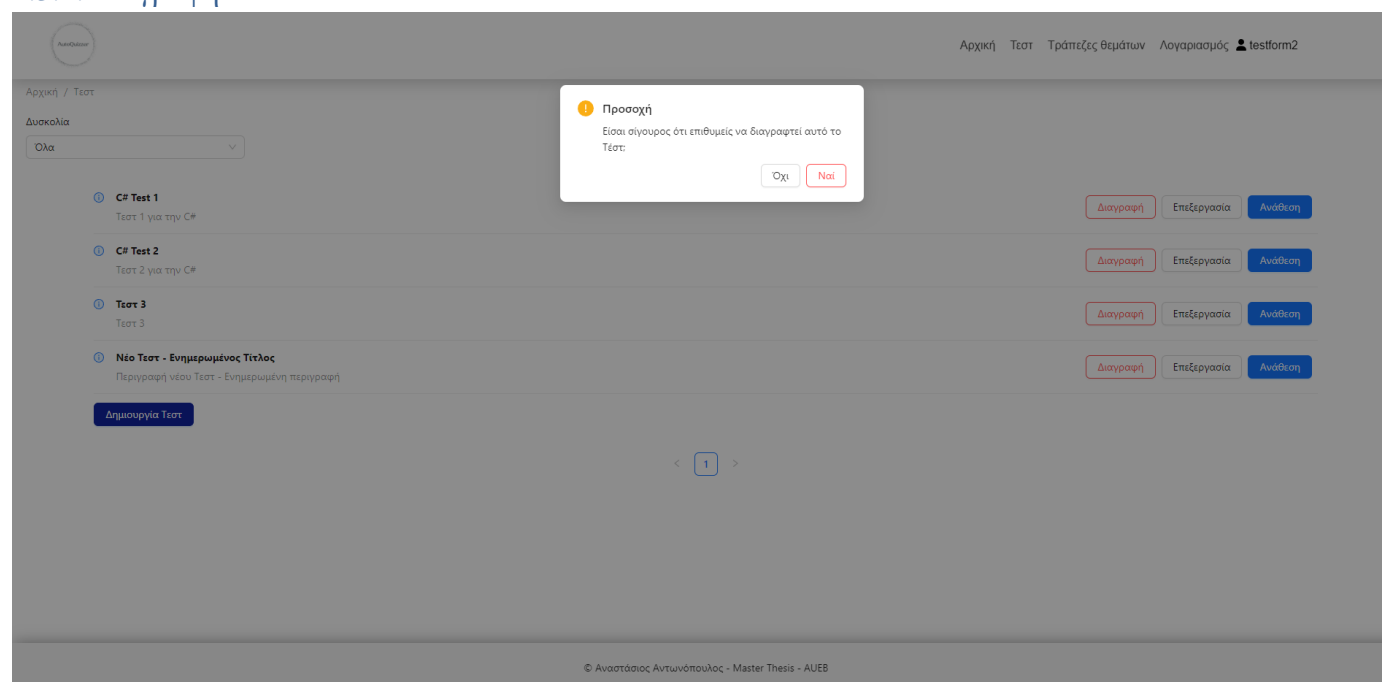 AuebQuizzer
Αρχική Τεστ Τράπεζες θεμάτων Λογαριασμός testform2
Αρχική / Τεστ
Προσοχή
Είσαι σίγουρος ότι επιθυμείς να διαγραφτεί αυτό το
Τέστ;
Όχι Ναί
Δυσκολία
Όλα
C# Test 1
Τεστ 1 για την C#
Διαγραφή Επεξεργασία Ανάθεση
C# Test 2
Τεστ 2 για την C#
Διαγραφή Επεξεργασία Ανάθεση
Τεστ 3
Τεστ 3
Διαγραφή Επεξεργασία Ανάθεση
Νέο Τεστ - Ενημερωμένος Τίτλος
Περιγραφή νέου Τεστ - Ενημερωμένη περιγραφή
Διαγραφή Επεξεργασία Ανάθεση
Δημιουργία Τεστ
< 1 >
© Αναστάσιος Αντωνόπουλος - Master Thesis - AUEB